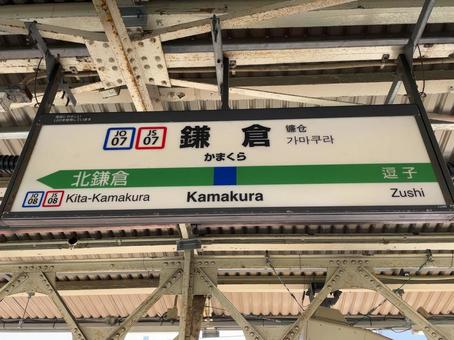 JO 07 JS 07 鎌倉 镰仓
가마쿠라
かまくら
北鎌倉 逗子
JO 08 JS 08 Kita-Kamakura Kamakura Zushi